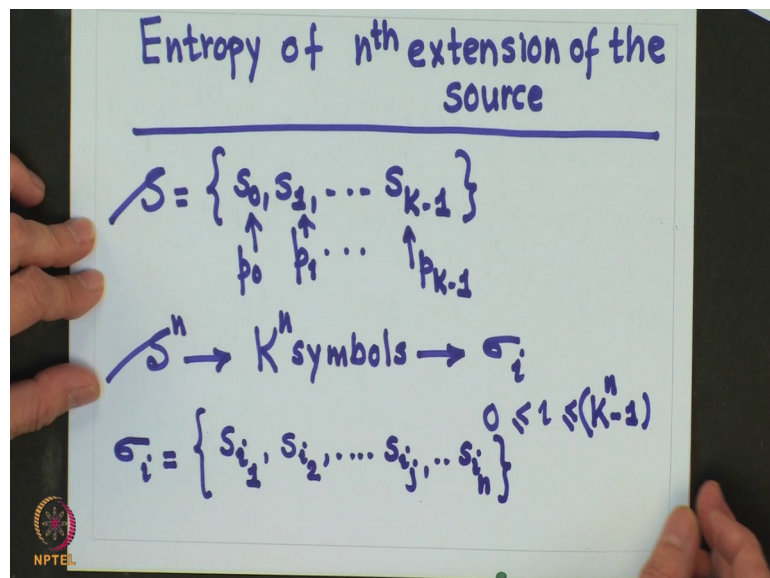 Entropy of nth extension of the
source
S = { S0, S1, ... SK-1 }
p0 p1 ... pK-1
Sn → Kn symbols → σi
0 ≤ 1 ≤ (Kn-1)
σi = { Si1, Si2, .... Sij, .. Sin }
NPTEL